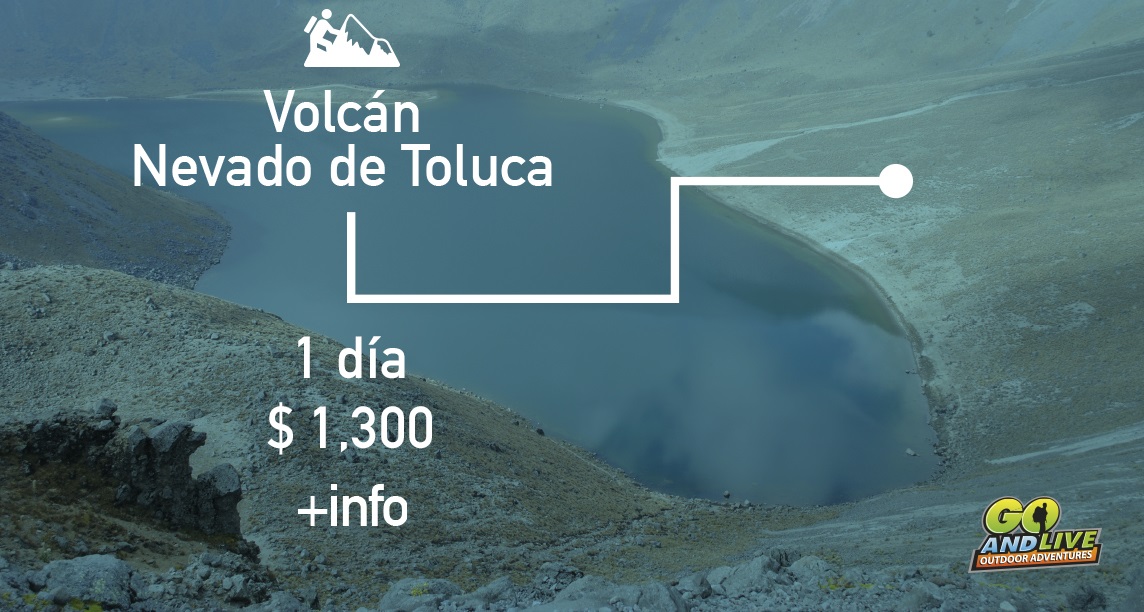 Volcán
Nevado de Toluca
1 día
$ 1,300
+info
GO
AND LIVE
OUTDOOR ADVENTURES